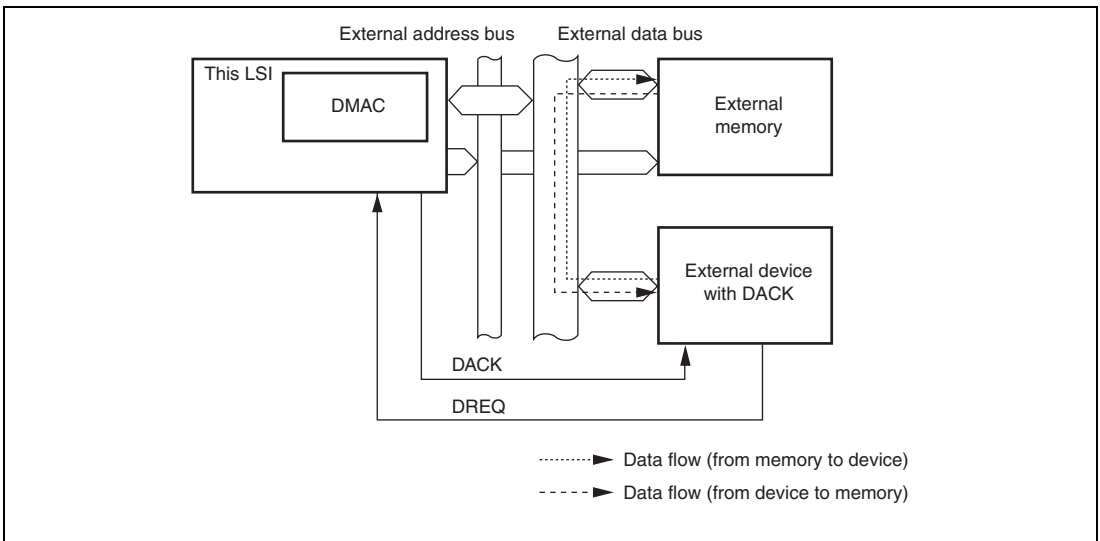 External address bus
External data bus
This LSI
DMAC
External
memory
External device
with DACK
DACK
DREQ
Data flow (from memory to device)
Data flow (from device to memory)